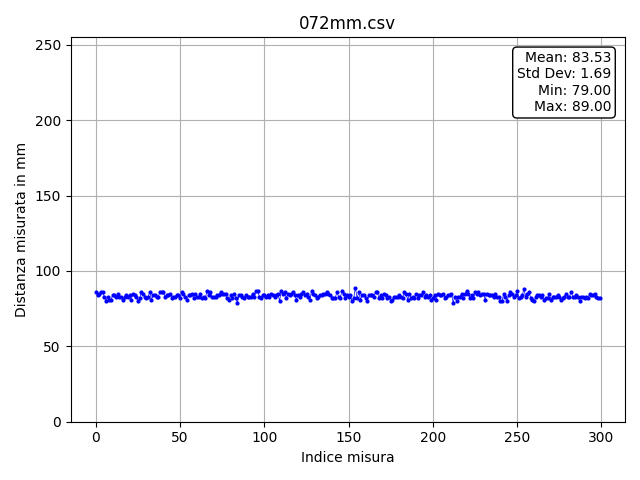 072mm.csv
Mean: 83.53
Std Dev: 1.69
Min: 79.00
Max: 89.00
Distanza misurata in mm
250
200
150
100
50
0
0 50 100 150 200 250 300
Indice misura